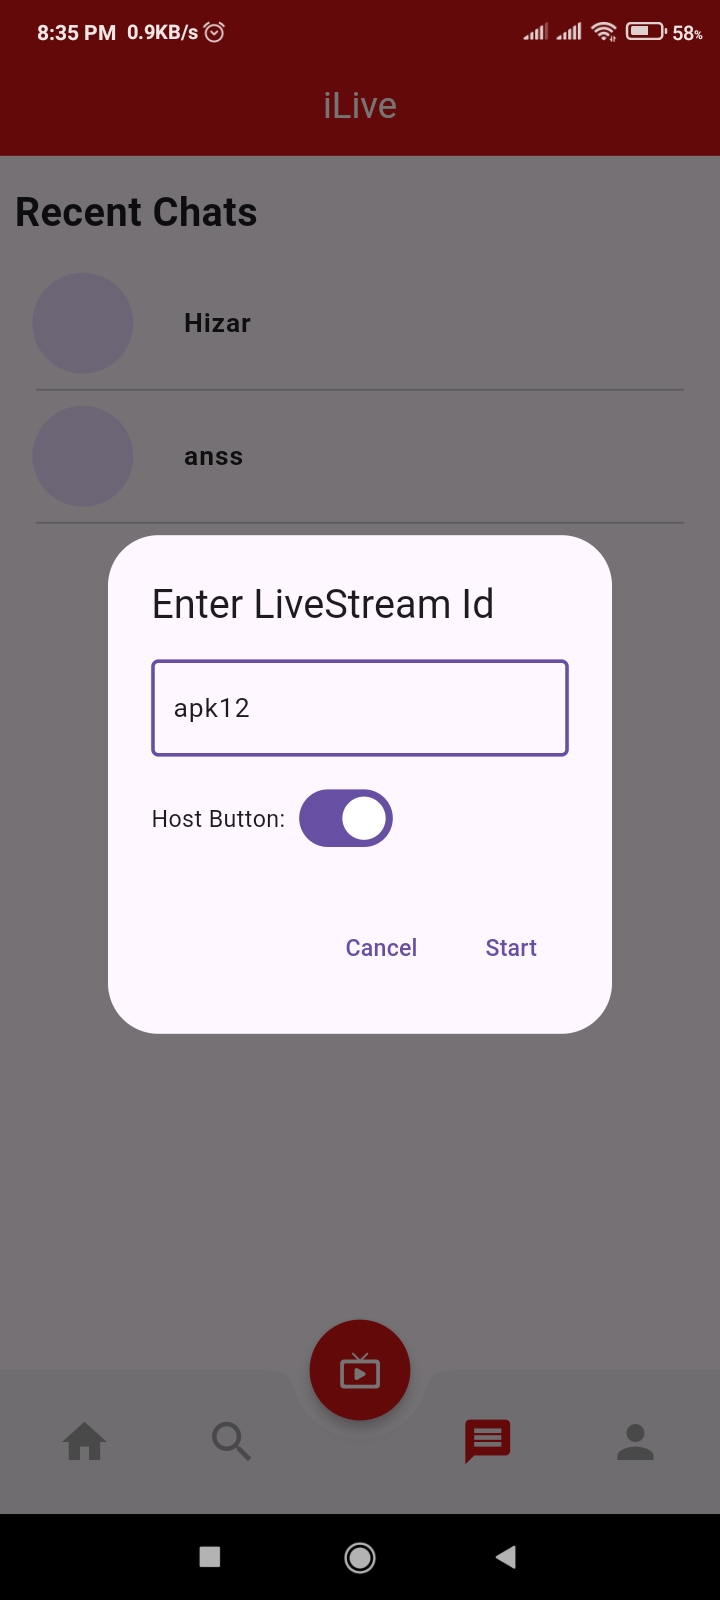 8:35 PM 0.9KB/s 58%
iLive
Recent Chats
Hizar
anss
Enter LiveStream Id
apk12
Host Button:
Cancel Start